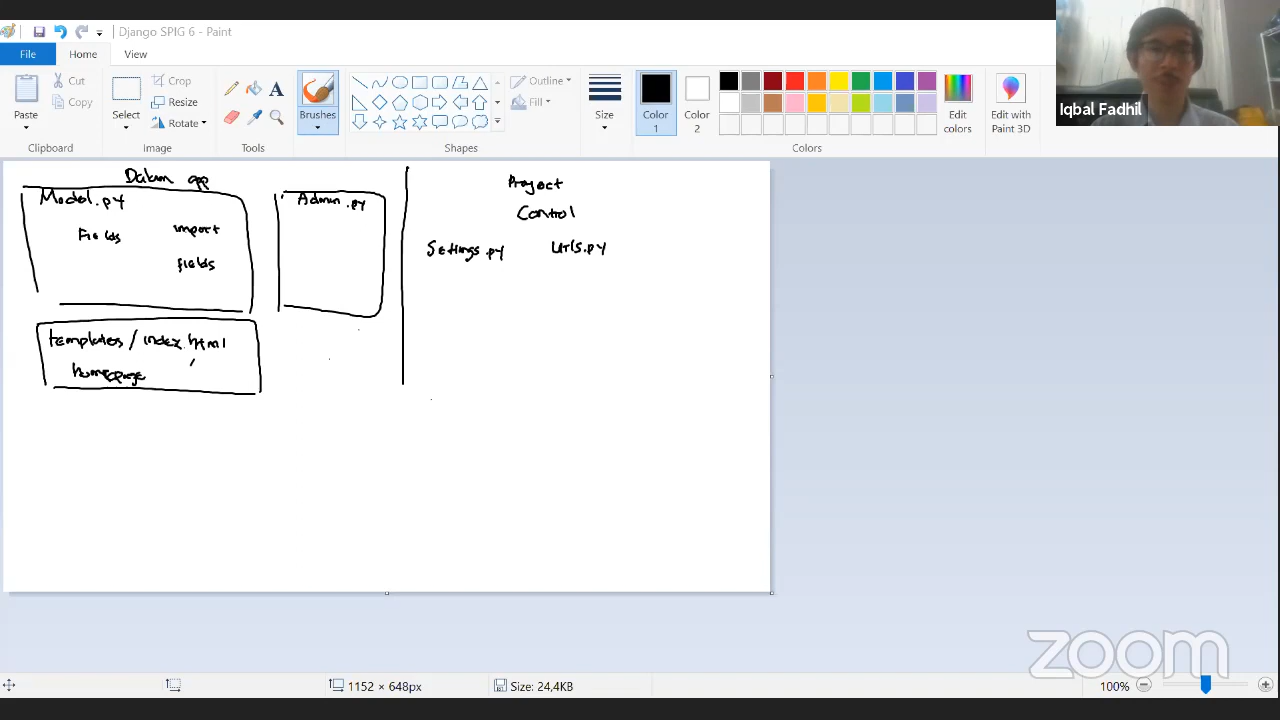 Django SPIG 6 - Paint
File
Home
View
Paste
Cut
Copy
Clipboard
Select
Crop
Resize
Rotate
Image
Tools
Brushes
Shapes
Outline
Fill
Size
Color 1
Color 2
Colors
Edit colors
Edit with Paint 3D
Iqbal Fadhil
Dalam app
Model.py
Fields
import
fields
Admin.py
templates / index.html
homepage
Project
Control
Settings.py
Urls.py
zoom
1152 × 648px
Size: 24,4KB
100%